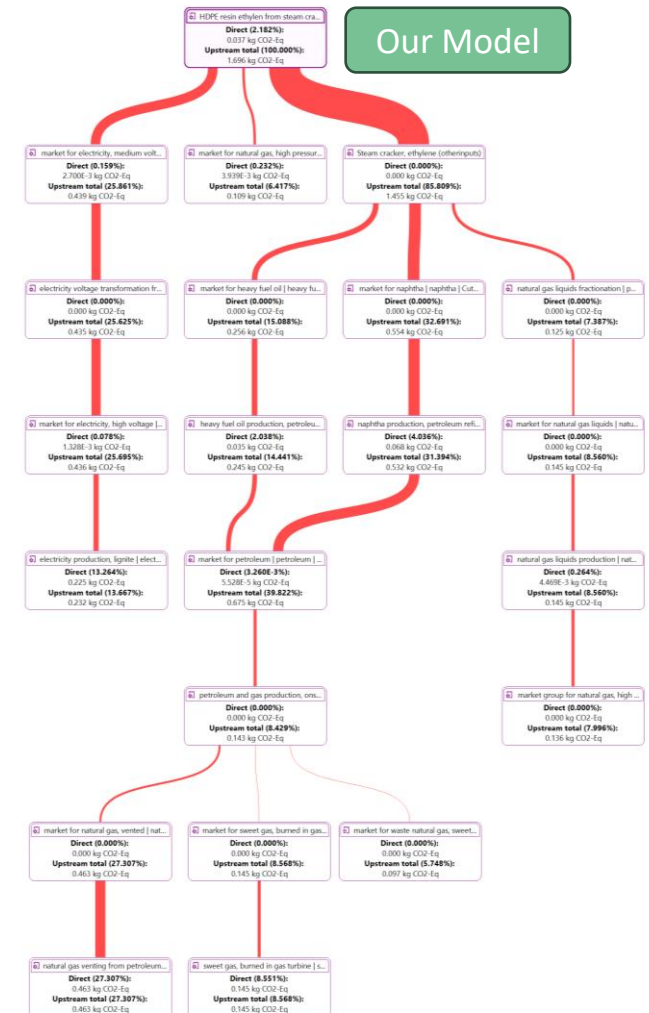 HDPE resin ethylen from steam cra...
Direct (2.182%):
0.037 kg CO2-Eq
Upstream total (100.000%):
1.696 kg CO2-Eq
Our Model
market for electricity, medium volt...
Direct (0.159%):
2.700E-3 kg CO2-Eq
Upstream total (25.861%):
0.439 kg CO2-Eq
market for natural gas, high pressur...
Direct (0.232%):
3.939E-3 kg CO2-Eq
Upstream total (6.417%):
0.109 kg CO2-Eq
Steam cracker, ethylene (otherinputs)
Direct (0.000%):
0.000 kg CO2-Eq
Upstream total (85.809%):
1.455 kg CO2-Eq
electricity voltage transformation fr...
Direct (0.000%):
0.000 kg CO2-Eq
Upstream total (25.625%):
0.435 kg CO2-Eq
market for heavy fuel oil | heavy fu...
Direct (0.000%):
0.000 kg CO2-Eq
Upstream total (15.088%):
0.256 kg CO2-Eq
market for naphtha | naphtha | Cut...
Direct (0.000%):
0.000 kg CO2-Eq
Upstream total (32.691%):
0.554 kg CO2-Eq
natural gas liquids fractionation | p...
Direct (0.000%):
0.000 kg CO2-Eq
Upstream total (7.387%):
0.125 kg CO2-Eq
market for electricity, high voltage |...
Direct (0.078%):
1.328E-3 kg CO2-Eq
Upstream total (25.695%):
0.436 kg CO2-Eq
heavy fuel oil production, petroleu...
Direct (2.038%):
0.035 kg CO2-Eq
Upstream total (14.441%):
0.245 kg CO2-Eq
naphtha production, petroleum refi...
Direct (4.036%):
0.068 kg CO2-Eq
Upstream total (31.394%):
0.532 kg CO2-Eq
market for natural gas liquids | natu...
Direct (0.000%):
0.000 kg CO2-Eq
Upstream total (8.560%):
0.145 kg CO2-Eq
electricity production, lignite | elect...
Direct (13.264%):
0.225 kg CO2-Eq
Upstream total (13.667%):
0.232 kg CO2-Eq
market for petroleum | petroleum | ...
Direct (3.260E-3%):
5.528E-5 kg CO2-Eq
Upstream total (39.822%):
0.675 kg CO2-Eq
natural gas liquids production | nat...
Direct (0.264%):
4.469E-3 kg CO2-Eq
Upstream total (8.560%):
0.145 kg CO2-Eq
petroleum and gas production, ons...
Direct (0.000%):
0.000 kg CO2-Eq
Upstream total (8.429%):
0.143 kg CO2-Eq
market group for natural gas, high ...
Direct (0.000%):
0.000 kg CO2-Eq
Upstream total (7.996%):
0.136 kg CO2-Eq
market for natural gas, vented | nat...
Direct (0.000%):
0.000 kg CO2-Eq
Upstream total (27.307%):
0.463 kg CO2-Eq
market for sweet gas, burned in gas...
Direct (0.000%):
0.000 kg CO2-Eq
Upstream total (8.568%):
0.145 kg CO2-Eq
market for waste natural gas, sweet...
Direct (0.000%):
0.000 kg CO2-Eq
Upstream total (5.748%):
0.097 kg CO2-Eq
natural gas venting from petroleum...
Direct (27.307%):
0.463 kg CO2-Eq
Upstream total (27.307%):
0.463 kg CO2-Eq
sweet gas, burned in gas turbine | s...
Direct (8.551%):
0.145 kg CO2-Eq
Upstream total (8.568%):
0.145 kg CO2-Eq